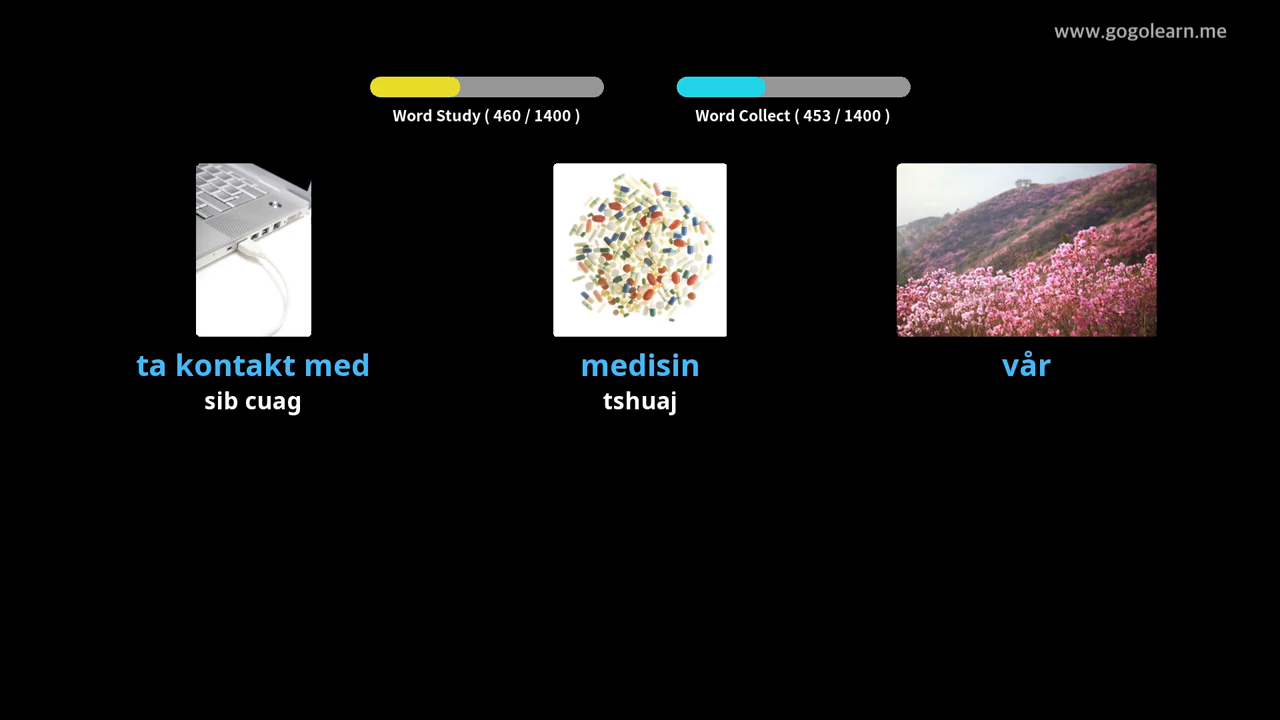 www.gogolearn.me
Word Study ( 460 / 1400 )
Word Collect ( 453 / 1400 )
ta kontakt med
sib cuag
medisin
tshuaj
vår